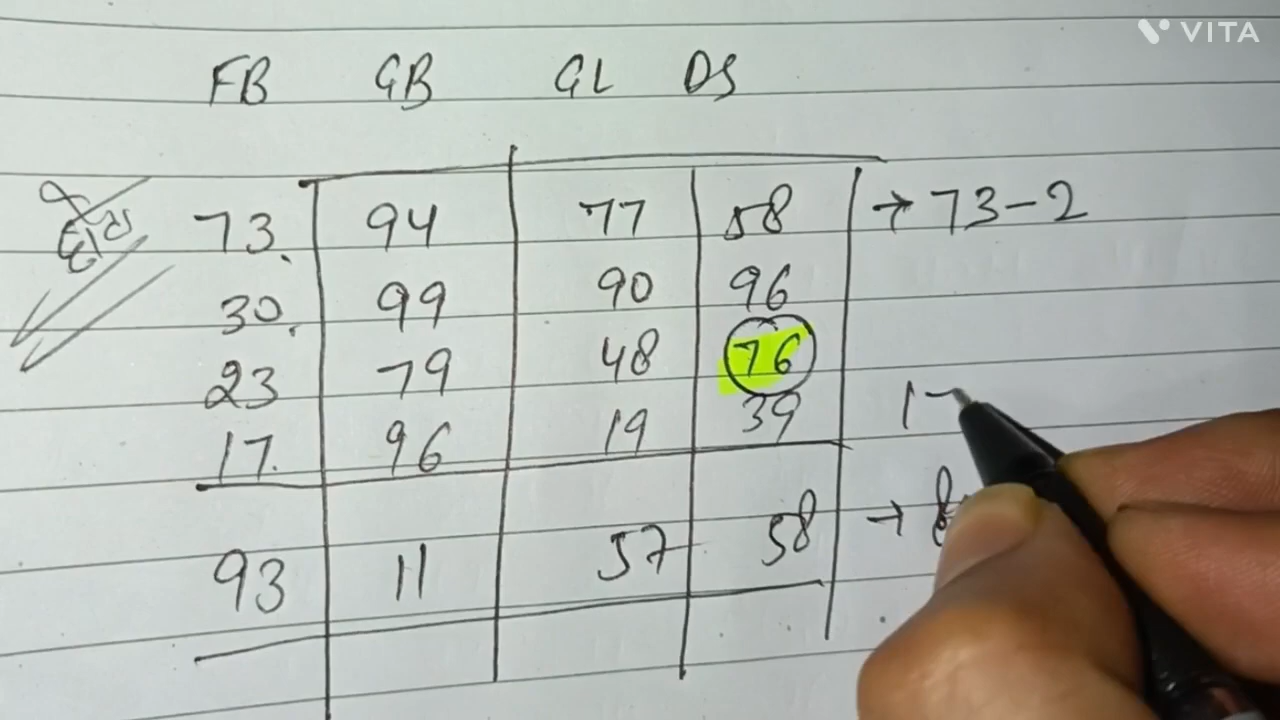 VITA
FB GB GL DS
73. 94 77 58 → 73-2
30. 99 90 96
23 79 48 76
17. 96 19 39 17
93 11 57 58 →